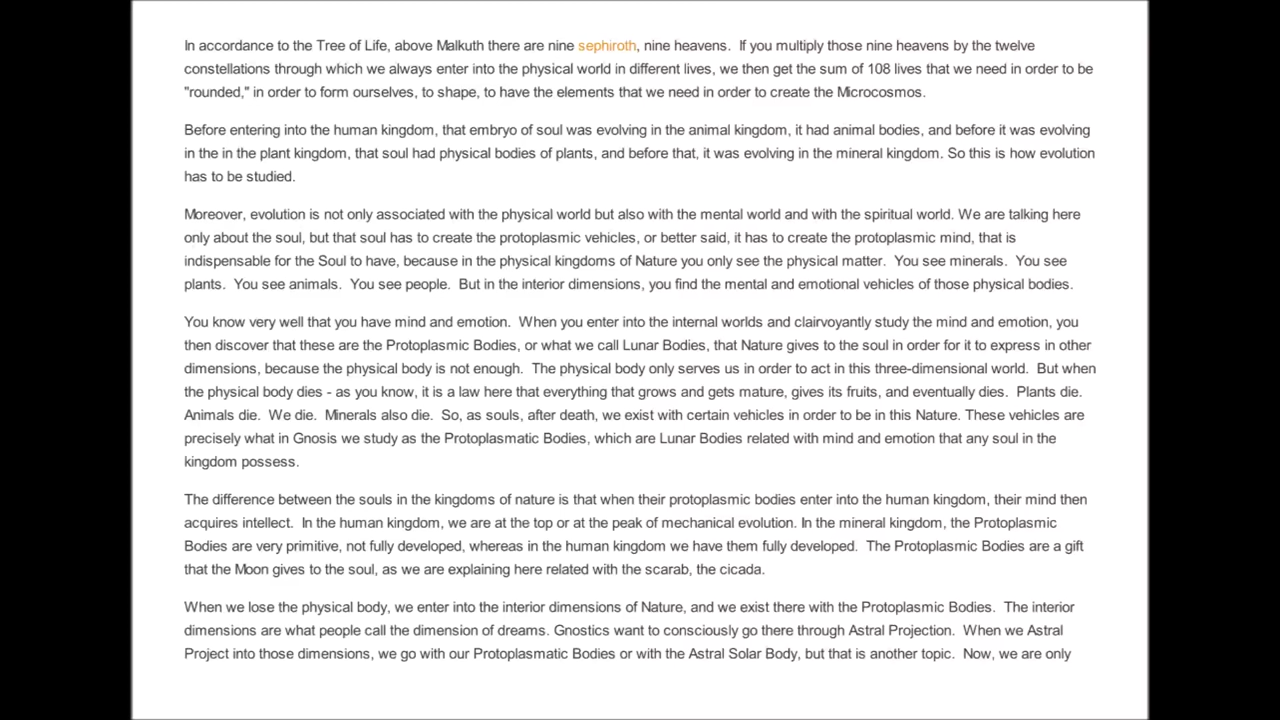 In accordance to the Tree of Life, above Malkuth there are nine sephiroth, nine heavens.  If you multiply those nine heavens by the twelve
constellations through which we always enter into the physical world in different lives, we then get the sum of 108 lives that we need in order to be
"rounded," in order to form ourselves, to shape, to have the elements that we need in order to create the Microcosmos.
Before entering into the human kingdom, that embryo of soul was evolving in the animal kingdom, it had animal bodies, and before it was evolving
in the in the plant kingdom, that soul had physical bodies of plants, and before that, it was evolving in the mineral kingdom. So this is how evolution
has to be studied.
Moreover, evolution is not only associated with the physical world but also with the mental world and with the spiritual world. We are talking here
only about the soul, but that soul has to create the protoplasmic vehicles, or better said, it has to create the protoplasmic mind, that is
indispensable for the Soul to have, because in the physical kingdoms of Nature you only see the physical matter.  You see minerals.  You see
plants.  You see animals.  You see people.  But in the interior dimensions, you find the mental and emotional vehicles of those physical bodies.
You know very well that you have mind and emotion.  When you enter into the internal worlds and clairvoyantly study the mind and emotion, you
then discover that these are the Protoplasmic Bodies, or what we call Lunar Bodies, that Nature gives to the soul in order for it to express in other
dimensions, because the physical body is not enough.  The physical body only serves us in order to act in this three-dimensional world.  But when
the physical body dies - as you know, it is a law here that everything that grows and gets mature, gives its fruits, and eventually dies.  Plants die.
Animals die.  We die.  Minerals also die.  So, as souls, after death, we exist with certain vehicles in order to be in this Nature. These vehicles are
precisely what in Gnosis we study as the Protoplasmatic Bodies, which are Lunar Bodies related with mind and emotion that any soul in the
kingdom possess.
The difference between the souls in the kingdoms of nature is that when their protoplasmic bodies enter into the human kingdom, their mind then
acquires intellect.  In the human kingdom, we are at the top or at the peak of mechanical evolution. In the mineral kingdom, the Protoplasmic
Bodies are very primitive, not fully developed, whereas in the human kingdom we have them fully developed.  The Protoplasmic Bodies are a gift
that the Moon gives to the soul, as we are explaining here related with the scarab, the cicada.
When we lose the physical body, we enter into the interior dimensions of Nature, and we exist there with the Protoplasmic Bodies.  The interior
dimensions are what people call the dimension of dreams. Gnostics want to consciously go there through Astral Projection.  When we Astral
Project into those dimensions, we go with our Protoplasmatic Bodies or with the Astral Solar Body, but that is another topic.  Now, we are only